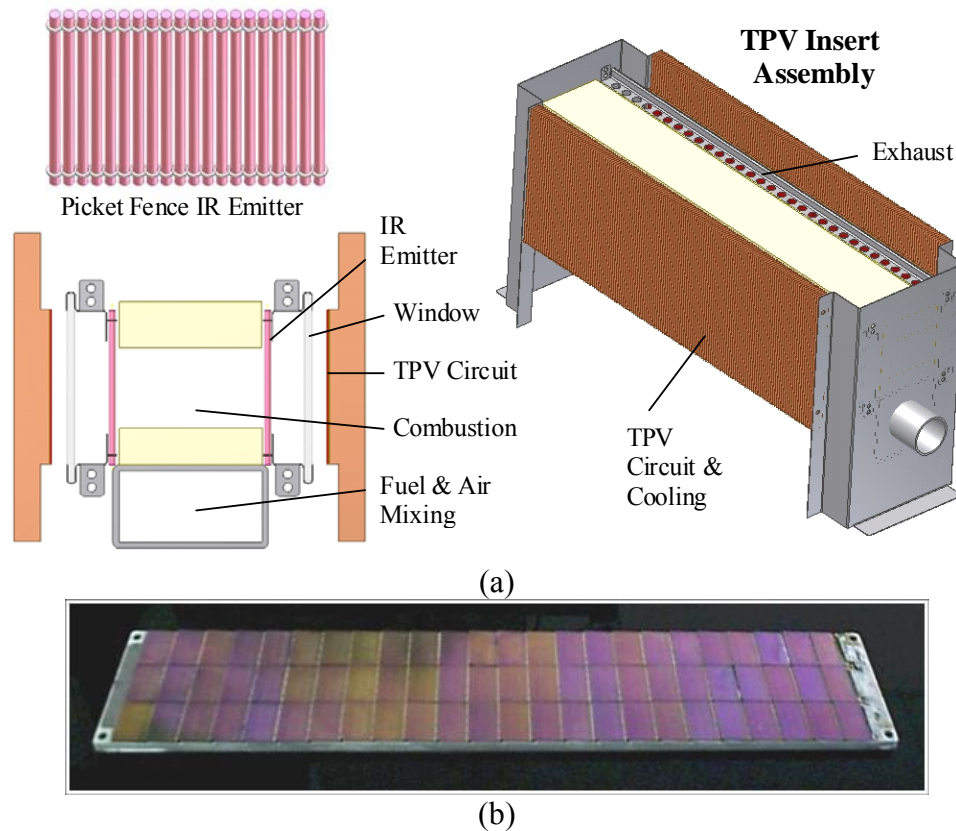 Picket Fence IR Emitter
TPV Insert
Assembly
Exhaust
IR
Emitter
Window
TPV Circuit
Combustion
Fuel & Air
Mixing
TPV
Circuit &
Cooling
(a)
(b)